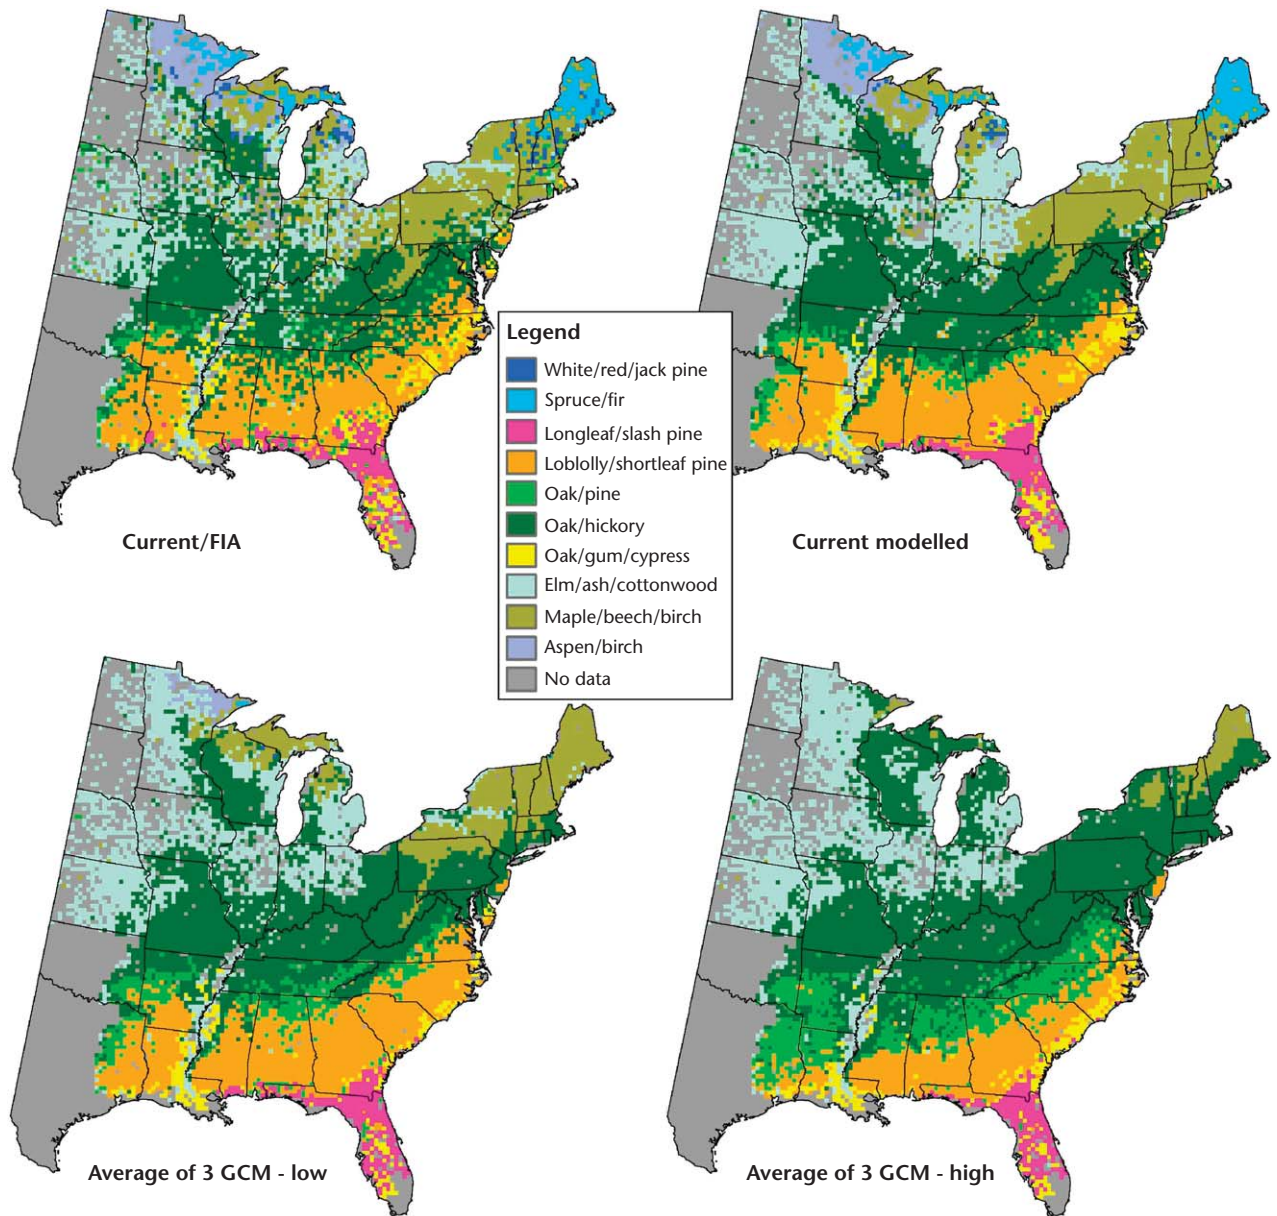 Legend
White/red/jack pine
Spruce/fir
Longleaf/slash pine
Loblolly/shortleaf pine
Oak/pine
Oak/hickory
Oak/gum/cypress
Elm/ash/cottonwood
Maple/beech/birch
Aspen/birch
No data
Current/FIA
Current modelled
Average of 3 GCM - low
Average of 3 GCM - high